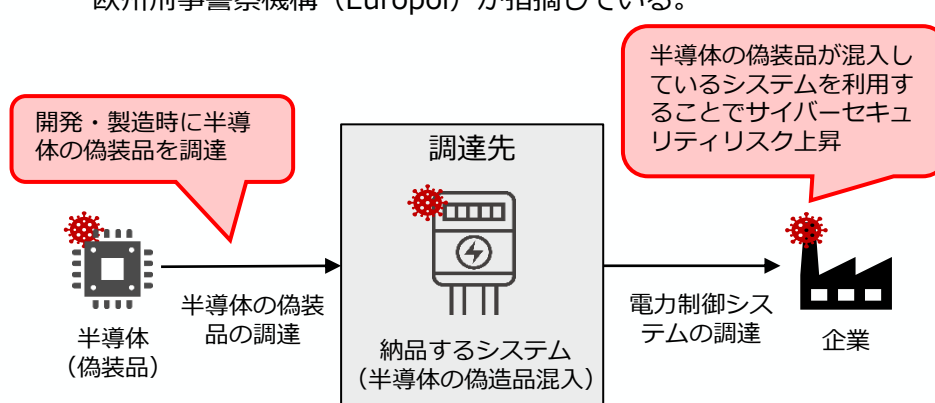 欧州刑事警察機構（Europol）が指摘している。
半導体の偽装品が混入し
ているシステムを利用す
ることでサイバーセキュ
リティリスク上昇
開発・製造時に半導
体の偽装品を調達
調達先
半導体の偽装
品の調達
電力制御シス
テムの調達
半導体
（偽装品）
納品するシステム
（半導体の偽造品混入）
企業